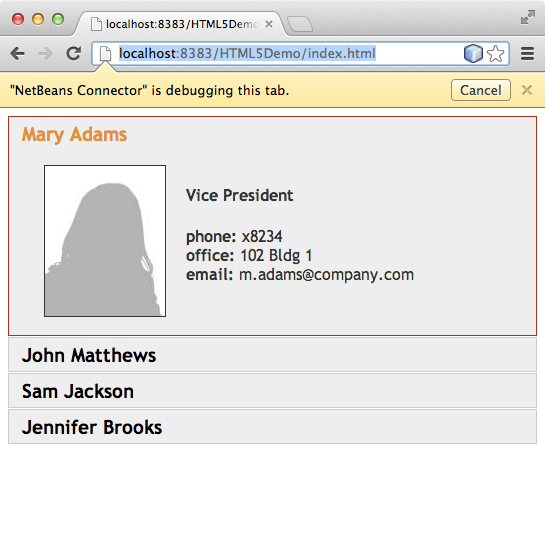 localhost:8383/HTML5Demo
localhost:8383/HTML5Demo/index.html
"NetBeans Connector" is debugging this tab.
Cancel
Mary Adams
Vice President
phone: x8234
office: 102 Bldg 1
email: m.adams@company.com
John Matthews
Sam Jackson
Jennifer Brooks